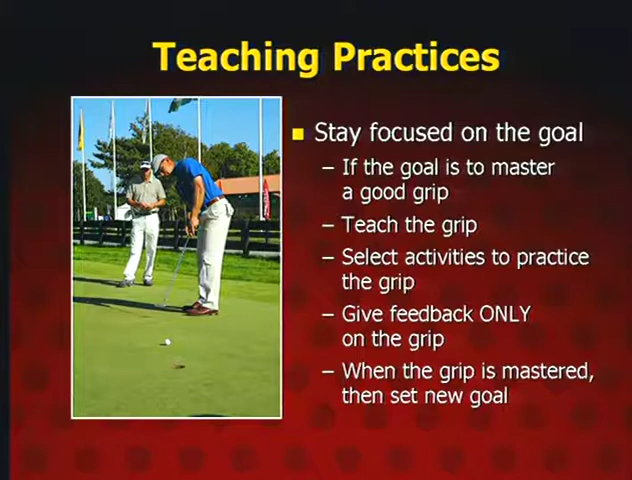 Teaching Practices
Stay focused on the goal
– If the goal is to master
a good grip
– Teach the grip
– Select activities to practice
the grip
– Give feedback ONLY
on the grip
– When the grip is mastered,
then set new goal